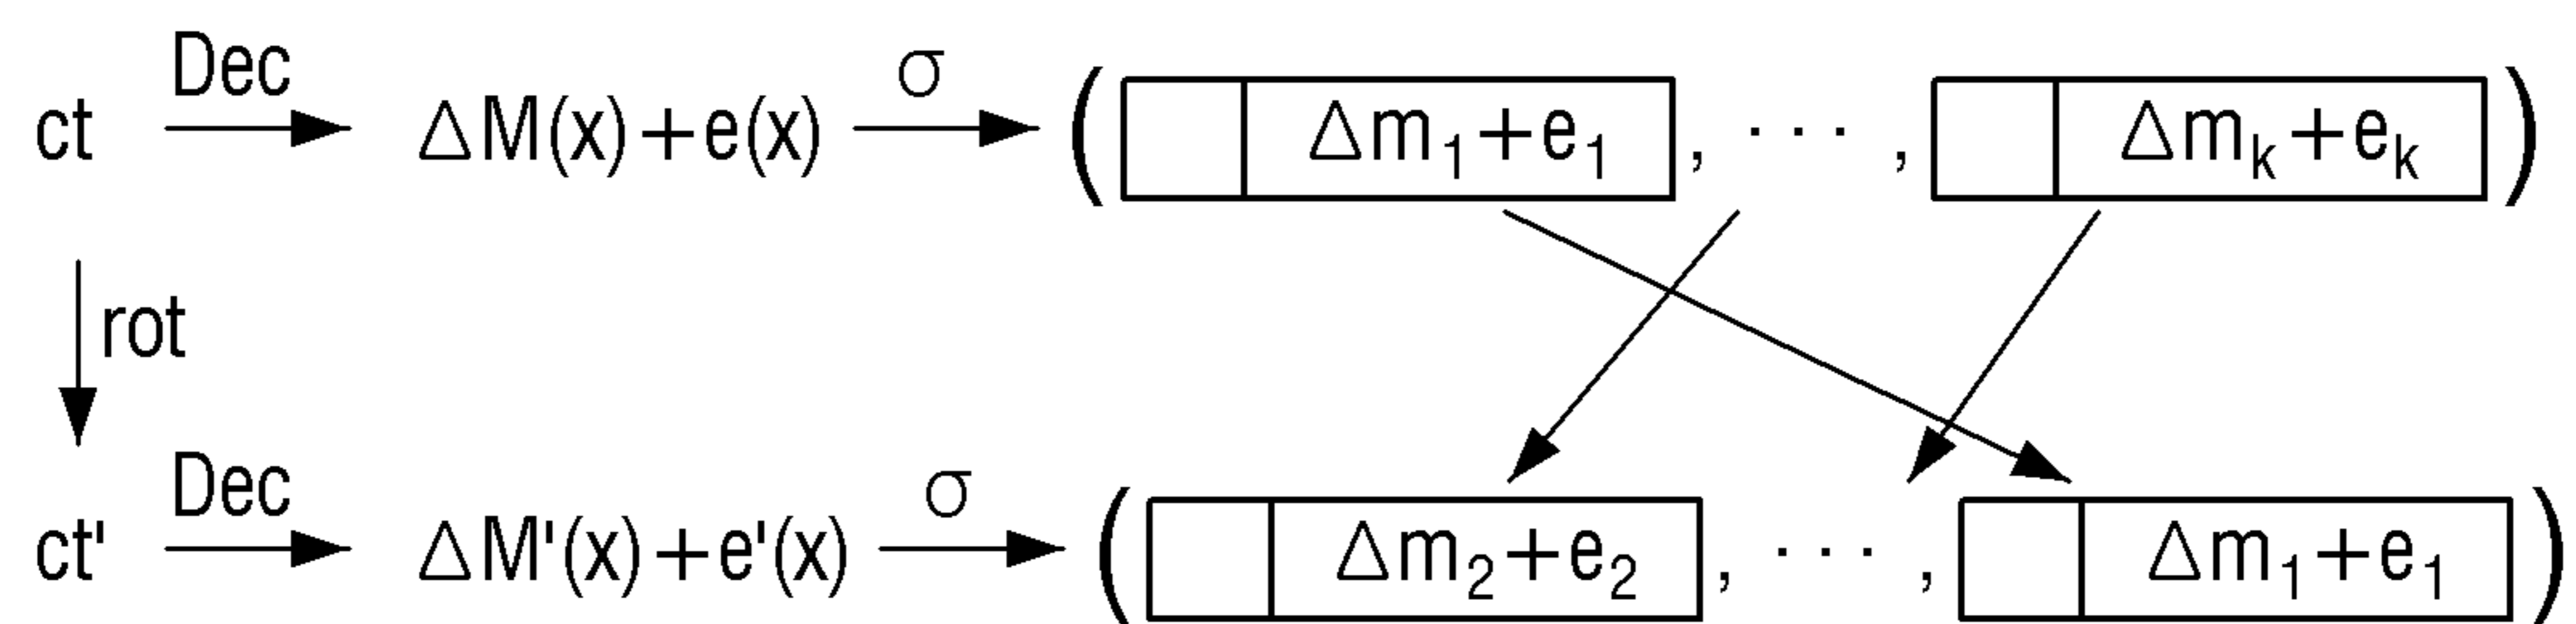 Dec σ
ct ΔM(x)+e(x) ( Δm₁+e₁ , ··· , Δmₖ+eₖ )
rot
Dec σ
ct' ΔM'(x)+e'(x) ( Δm₂+e₂ , ··· , Δm₁+e₁ )